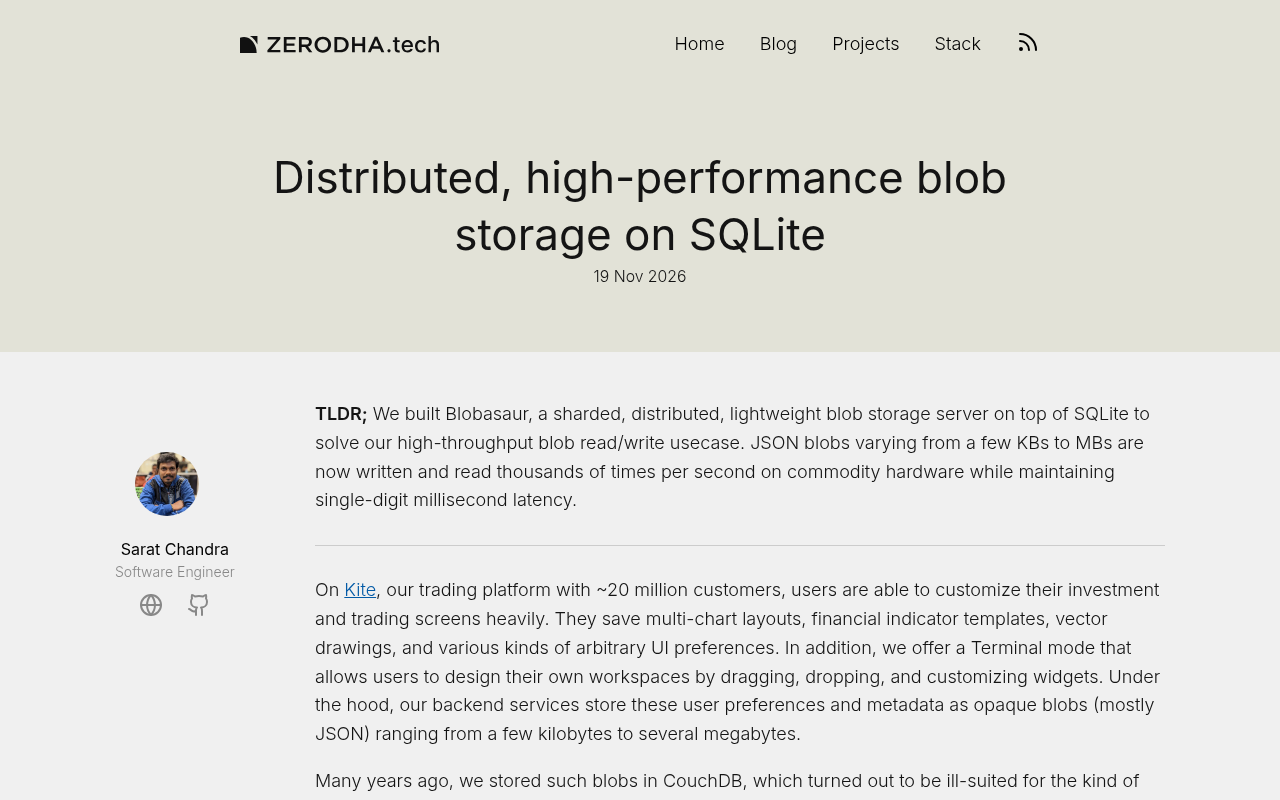 ZERODHA.tech
Home Blog Projects Stack
Distributed, high-performance blob
storage on SQLite
19 Nov 2026
TLDR; We built Blobasaur, a sharded, distributed, lightweight blob storage server on top of SQLite to
solve our high-throughput blob read/write usecase. JSON blobs varying from a few KBs to MBs are
now written and read thousands of times per second on commodity hardware while maintaining
single-digit millisecond latency.
Sarat Chandra
Software Engineer
On Kite, our trading platform with ~20 million customers, users are able to customize their investment
and trading screens heavily. They save multi-chart layouts, financial indicator templates, vector
drawings, and various kinds of arbitrary UI preferences. In addition, we offer a Terminal mode that
allows users to design their own workspaces by dragging, dropping, and customizing widgets. Under
the hood, our backend services store these user preferences and metadata as opaque blobs (mostly
JSON) ranging from a few kilobytes to several megabytes.
Many years ago, we stored such blobs in CouchDB, which turned out to be ill-suited for the kind of